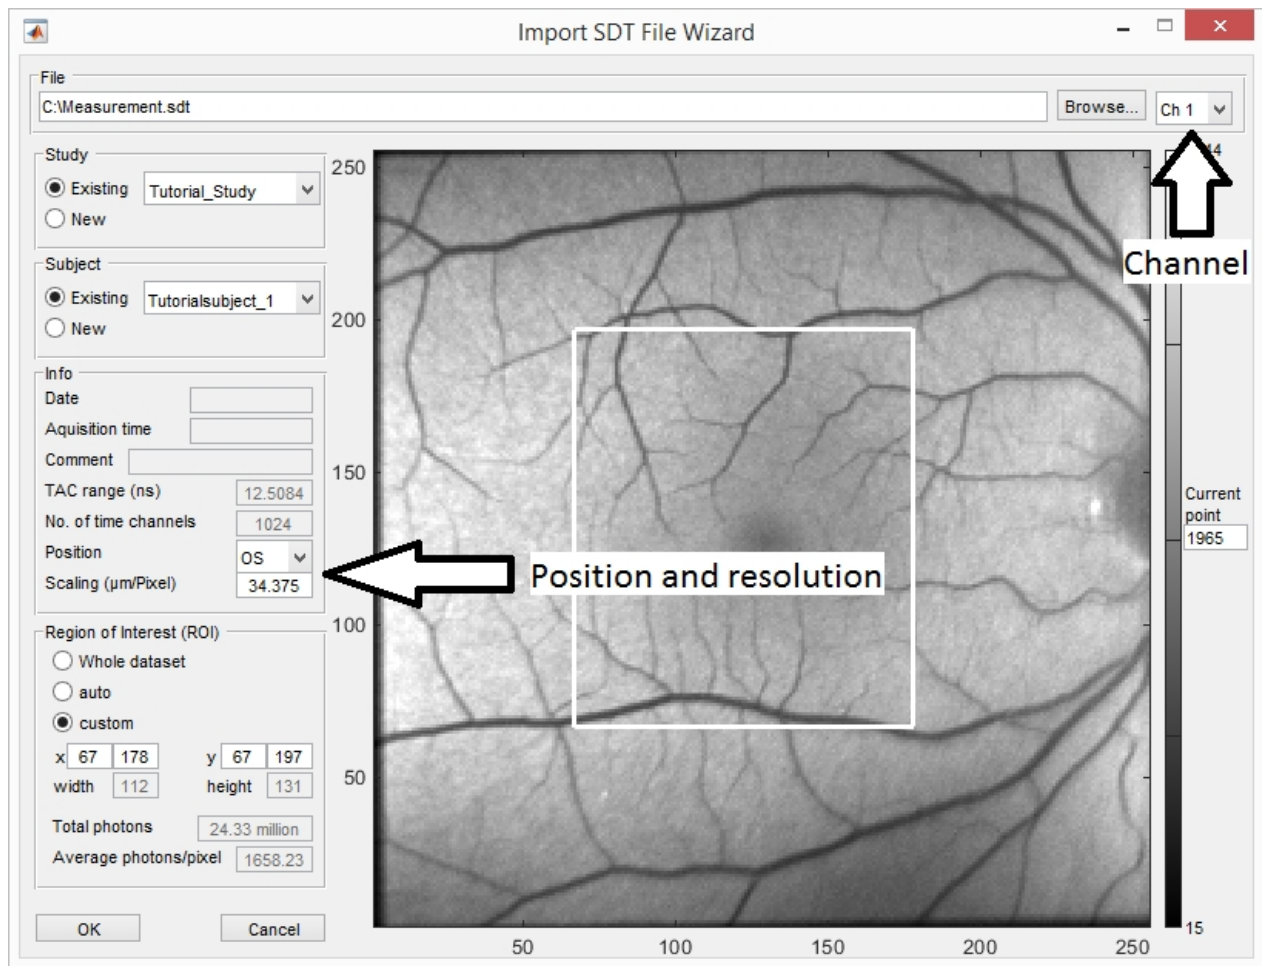 Import SDT File Wizard
File
C:\Measurement.sdt
Browse...
Ch 1
Study
Existing
Tutorial_Study
New
Subject
Existing
Tutorialsubject_1
New
Info
Date
Aquisition time
Comment
TAC range (ns)
12.5084
No. of time channels
1024
Position
OS
Scaling (µm/Pixel)
34.375
Region of Interest (ROI)
Whole dataset
auto
custom
x 67 178 y 67 197
width 112 height 131
Total photons
24.33 million
Average photons/pixel
1658.23
OK
Cancel
250
200
150
100
50
50 100 150 200 250
Position and resolution
44
Channel
Current
point
1965
15